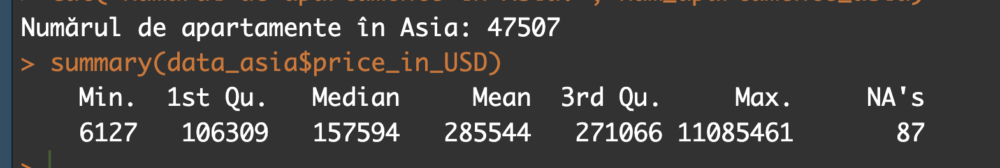 Numărul de apartamente în Asia: 47507
> summary(data_asia$price_in_USD)
Min. 1st Qu. Median Mean 3rd Qu. Max. NA's
6127 106309 157594 285544 271066 11085461 87
>